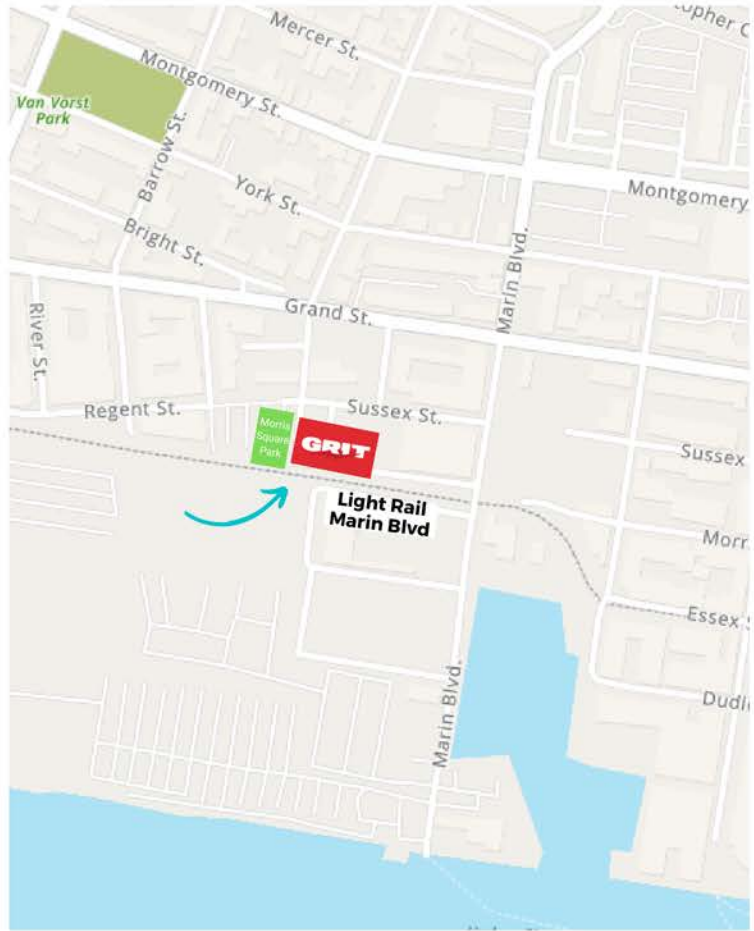 topher C
Mercer St.
Montgomery St.
Van Vorst
Park
Barrow St.
York St.
Montgomery
Bright St.
Marin Blvd.
River St.
Grand St.
Regent St.
Sussex St.
Morris
Square
Park
GRIT
Sussex
Light Rail
Marin Blvd
Morr
Essex
Dudl
Marin Blvd.